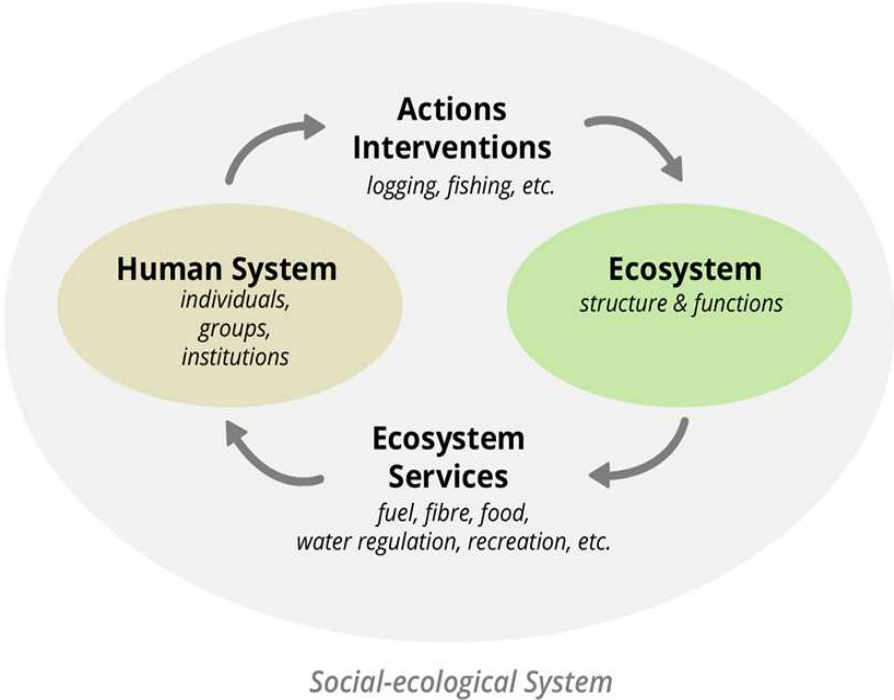 Actions
Interventions
logging, fishing, etc.
Human System
individuals,
groups,
institutions
Ecosystem
structure & functions
Ecosystem
Services
fuel, fibre, food,
water regulation, recreation, etc.
Social-ecological System